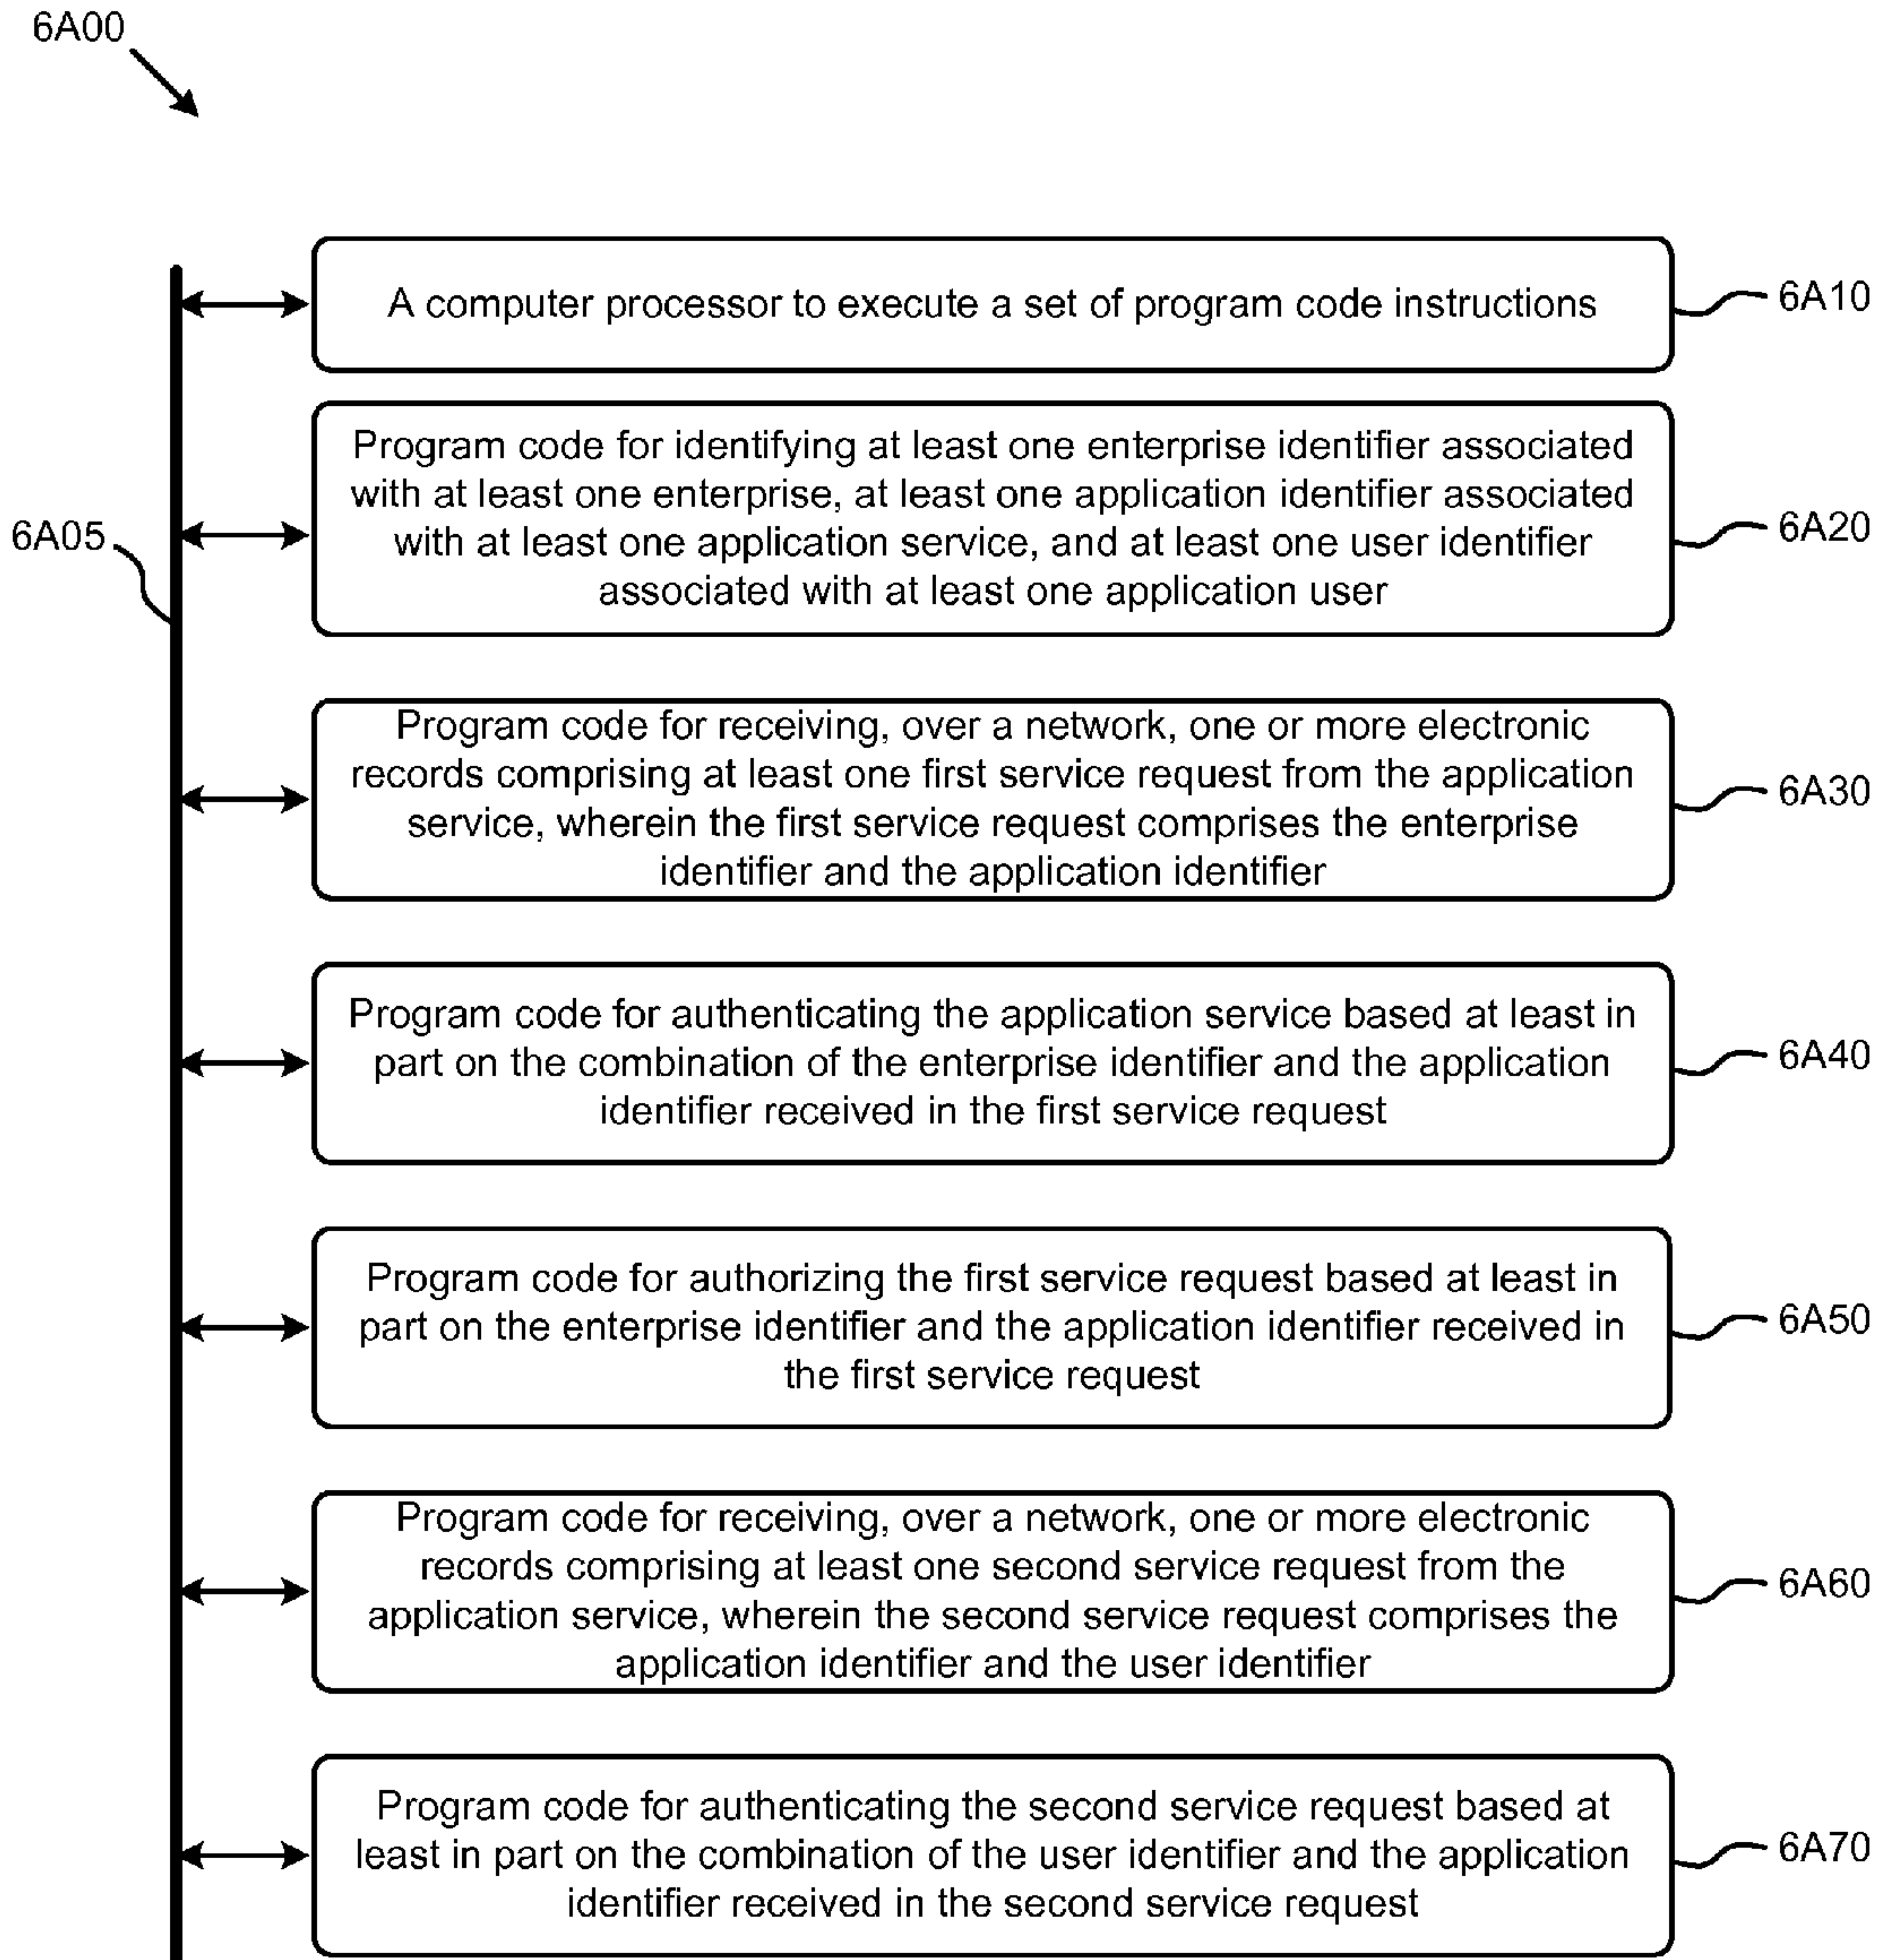 6A00
A computer processor to execute a set of program code instructions
6A10
Program code for identifying at least one enterprise identifier associated
with at least one enterprise, at least one application identifier associated
with at least one application service, and at least one user identifier
associated with at least one application user
6A20
6A05
Program code for receiving, over a network, one or more electronic
records comprising at least one first service request from the application
service, wherein the first service request comprises the enterprise
identifier and the application identifier
6A30
Program code for authenticating the application service based at least in
part on the combination of the enterprise identifier and the application
identifier received in the first service request
6A40
Program code for authorizing the first service request based at least in
part on the enterprise identifier and the application identifier received in
the first service request
6A50
Program code for receiving, over a network, one or more electronic
records comprising at least one second service request from the
application service, wherein the second service request comprises the
application identifier and the user identifier
6A60
Program code for authenticating the second service request based at
least in part on the combination of the user identifier and the application
identifier received in the second service request
6A70